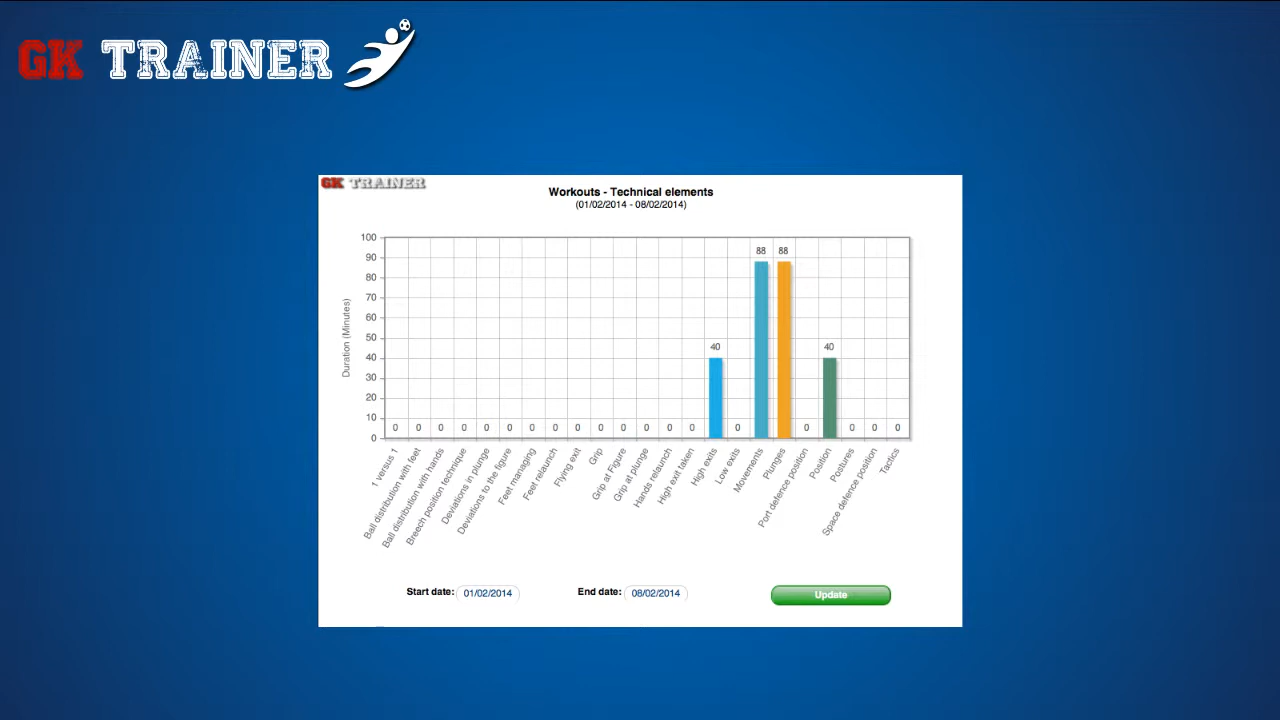 GK TRAINER
GK TRAINER
Workouts - Technical elements
(01/02/2014 - 08/02/2014)
Duration (Minutes)
100
90
80
70
60
50
40
30
20
10
0
0 0 0 0 0 0 0 0 0 0 0 0 0 0 40 0 88 88 0 40 0 0 0
1 versus 1
Ball distribution with feet
Ball distribution with hands
Breech position technique
Deviations in plunge
Deviations to the figure
Feet managing
Feet relaunch
Flying exit
Grip
Grip at Figure
Grip at plunge
Hands relaunch
High exit taken
High exits
Low exits
Movements
Plunges
Port defence position
Position
Postures
Space defence position
Tactics
Start date: 01/02/2014 End date: 08/02/2014 Update